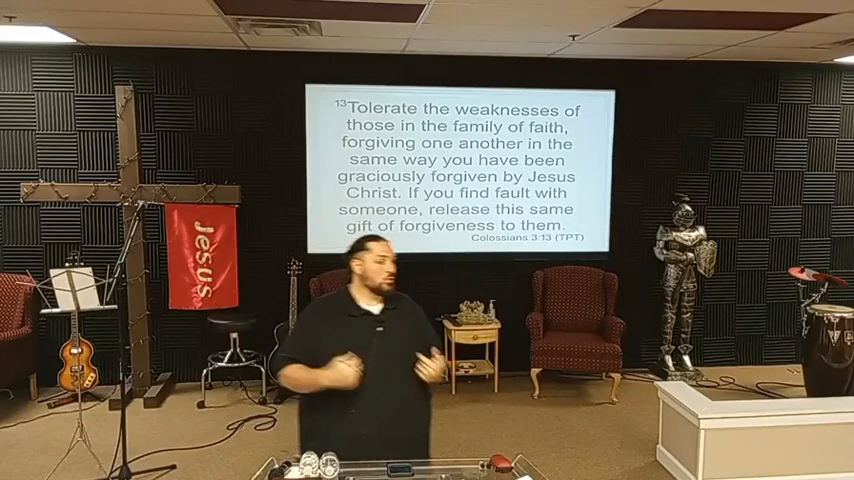 13Tolerate the weaknesses of
those in the family of faith,
forgiving one another in the
same way you have been
graciously forgiven by Jesus
Christ. If you find fault with
someone, release this same
gift of forgiveness to them.
Colossians 3:13 (TPT)
Jesus